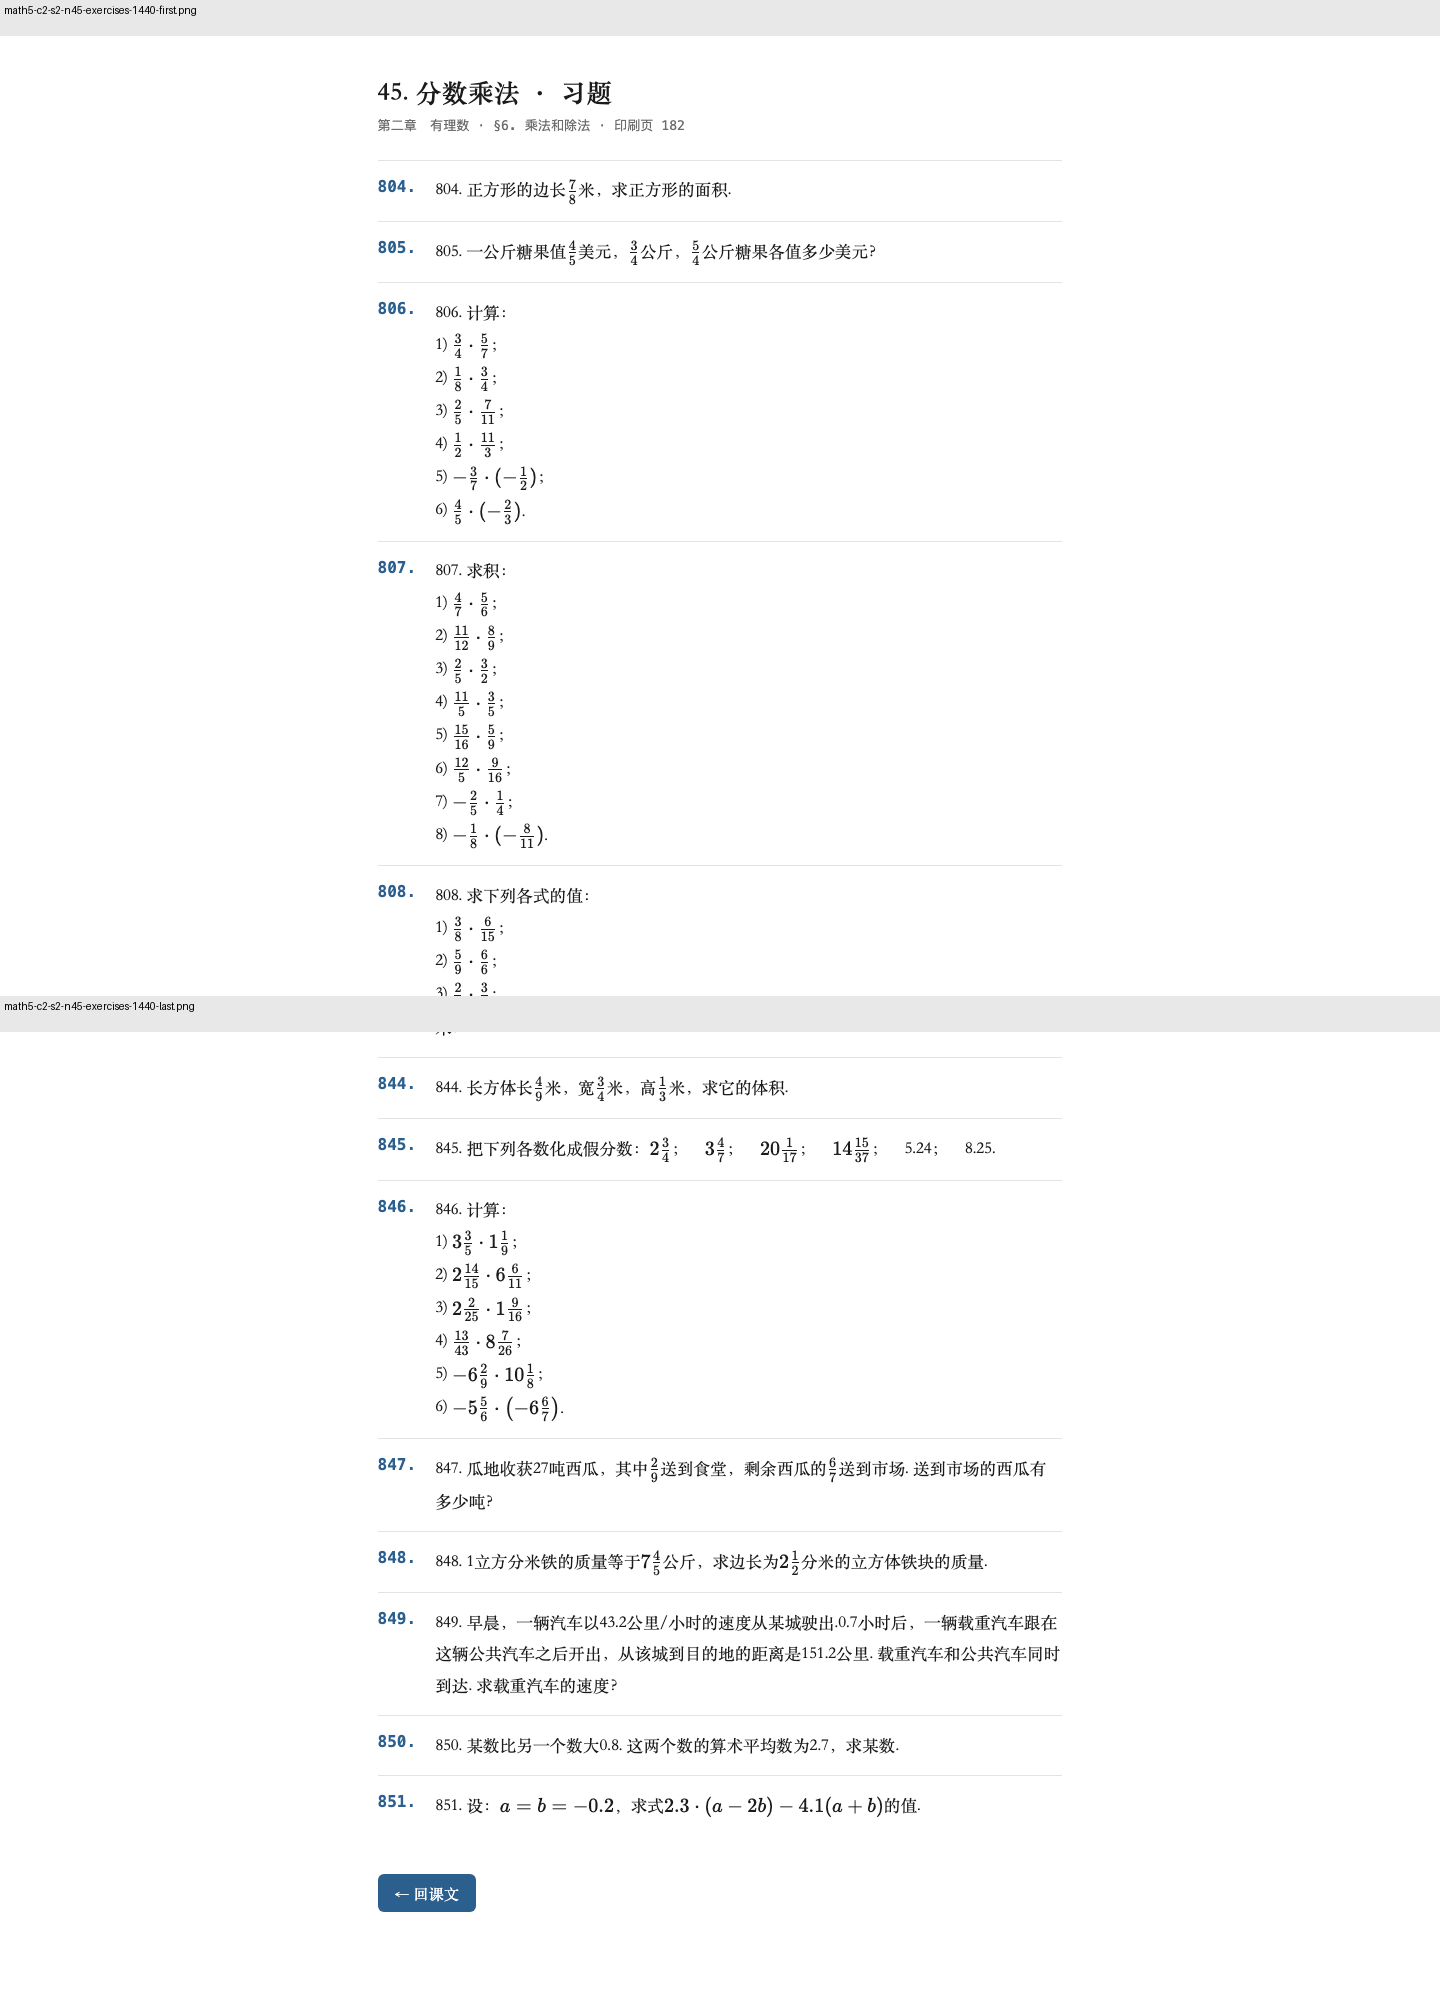 math5-c2-s2-n45-exercises-1440-first.png
45. 分数乘法 · 习题
第二章 有理数 · §6. 乘法和除法 · 印刷页 182
804. 804. 正方形的边长7/8米，求正方形的面积.
805. 805. 一公斤糖果值4/5美元，3/4公斤，5/4公斤糖果各值多少美元?
806. 806. 计算：
1) 3/4 · 5/7;
2) 1/8 · 3/4;
3) 2/5 · 7/11;
4) 1/2 · 11/3;
5) −3/7 · (−1/2);
6) 4/5 · (−2/3).
807. 807. 求积：
1) 4/7 · 5/6;
2) 11/12 · 8/9;
3) 2/5 · 3/2;
4) 11/5 · 3/5;
5) 15/16 · 5/9;
6) 12/5 · 9/16;
7) −2/5 · 1/4;
8) −1/8 · (−8/11).
808. 808. 求下列各式的值：
1) 3/8 · 6/15;
2) 5/9 · 6/6;
3) 2 · 3
math5-c2-s2-n45-exercises-1440-last.png
844. 844. 长方体长4/9米，宽3/4米，高1/3米，求它的体积.
845. 845. 把下列各数化成假分数：2 3/4; 3 4/7; 20 1/17; 14 15/37; 5.24; 8.25.
846. 846. 计算：
1) 3 3/5 · 1 1/9;
2) 2 14/15 · 6 6/11;
3) 2 2/25 · 1 9/16;
4) 13/43 · 8 7/26;
5) −6 2/9 · 10 1/8;
6) −5 5/6 · (−6 6/7).
847. 847. 瓜地收获27吨西瓜，其中2/9送到食堂，剩余西瓜的6/7送到市场. 送到市场的西瓜有
多少吨?
848. 848. 1立方分米铁的质量等于7 4/5公斤，求边长为2 1/2分米的立方体铁块的质量.
849. 849. 早晨，一辆汽车以43.2公里/小时的速度从某城驶出.0.7小时后，一辆载重汽车跟在
这辆公共汽车之后开出，从该城到目的地的距离是151.2公里. 载重汽车和公共汽车同时
到达. 求载重汽车的速度?
850. 850. 某数比另一个数大0.8. 这两个数的算术平均数为2.7，求某数.
851. 851. 设：a = b = −0.2，求式2.3 · (a − 2b) − 4.1(a + b)的值.
← 回课文